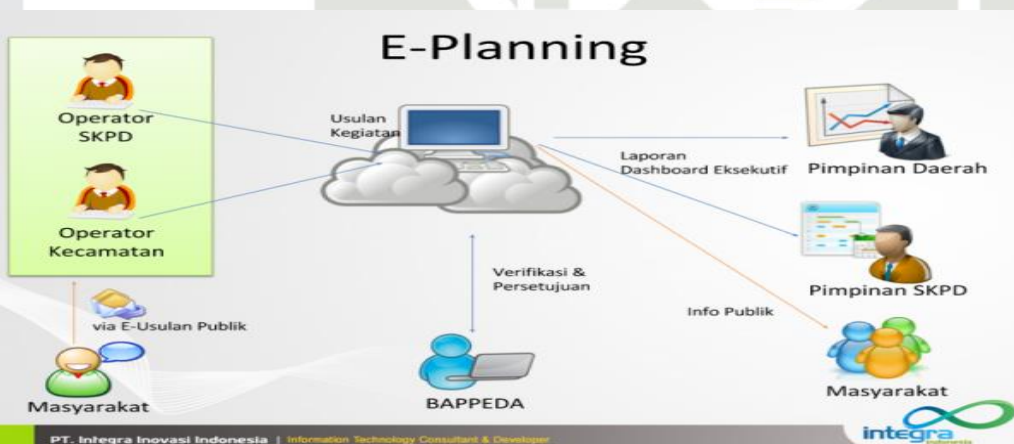 E-Planning
Operator
SKPD
Operator
Kecamatan
via E-Usulan Publik
Masyarakat
Usulan
Kegiatan
Verifikasi &
Persetujuan
BAPPEDA
Laporan
Dashboard Eksekutif
Pimpinan Daerah
Pimpinan SKPD
Info Publik
Masyarakat
PT. Integra Inovasi Indonesia | Information Technology Consultant & Developer
integra
indonesia